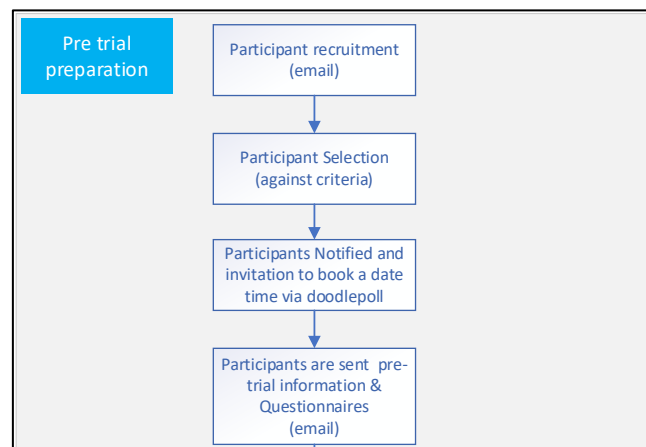 Pre trial
preparation
Participant recruitment
(email)
Participant Selection
(against criteria)
Participants Notified and
invitation to book a date
time via doodlepoll
Participants are sent  pre-
trial information &
Questionnaires
(email)